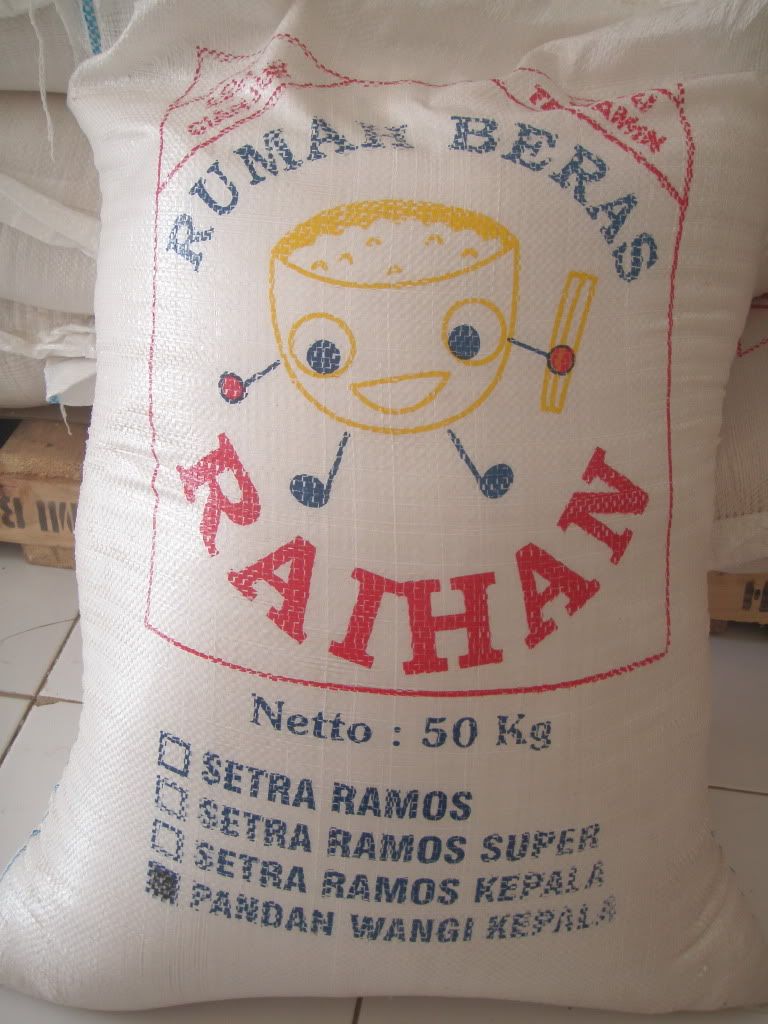 RUMAH BERAS
RAIHAN
Netto : 50 Kg
SETRA RAMOS
SETRA RAMOS SUPER
SETRA RAMOS KEPALA
PANDAN WANGI KEPALA